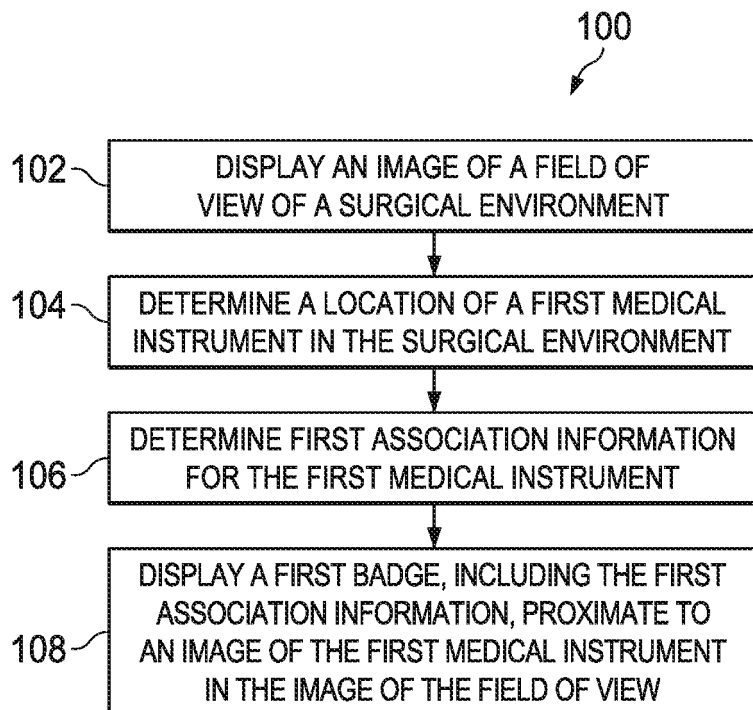 100
102
DISPLAY AN IMAGE OF A FIELD OF
VIEW OF A SURGICAL ENVIRONMENT
104
DETERMINE A LOCATION OF A FIRST MEDICAL
INSTRUMENT IN THE SURGICAL ENVIRONMENT
106
DETERMINE FIRST ASSOCIATION INFORMATION
FOR THE FIRST MEDICAL INSTRUMENT
108
DISPLAY A FIRST BADGE, INCLUDING THE FIRST
ASSOCIATION INFORMATION, PROXIMATE TO
AN IMAGE OF THE FIRST MEDICAL INSTRUMENT
IN THE IMAGE OF THE FIELD OF VIEW